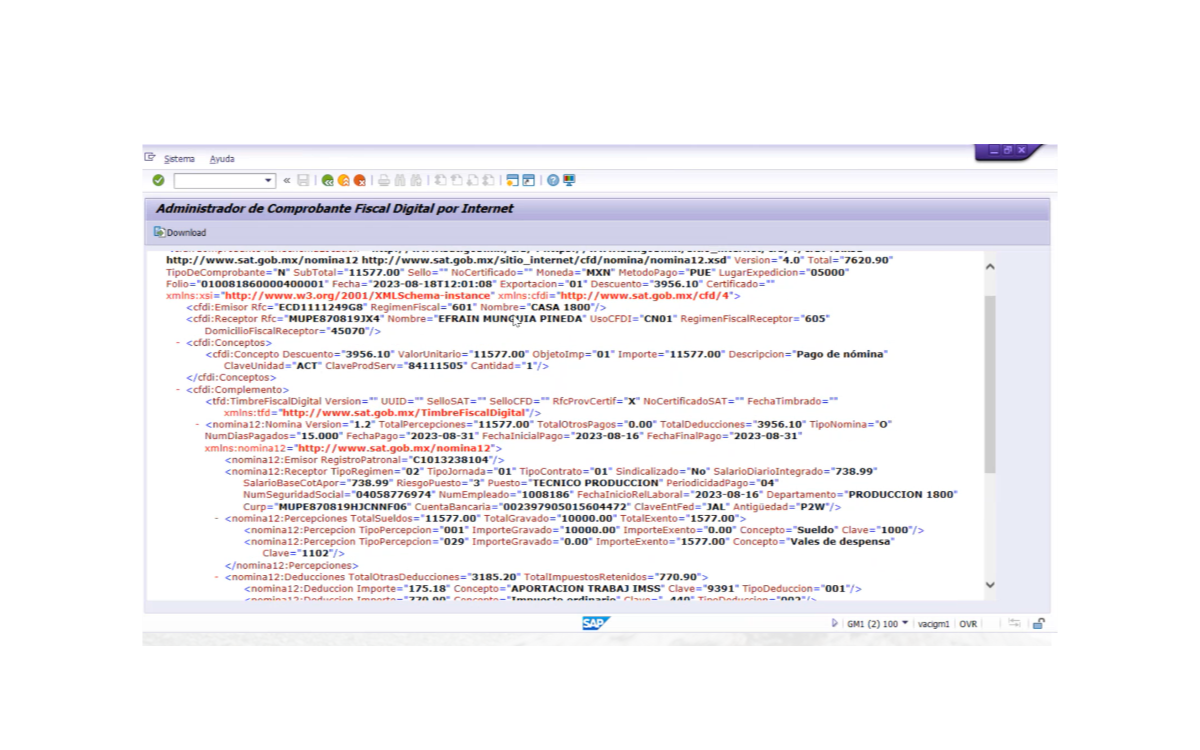 Sistema Ayuda
«
Administrador de Comprobante Fiscal Digital por Internet
Download
http://www.sat.gob.mx/nomina12 http://www.sat.gob.mx/sitio_internet/cfd/nomina/nomina12.xsd" Version="4.0" Total="7620.90"
TipoDeComprobante="N" SubTotal="11577.00" Sello="" NoCertificado="" Moneda="MXN" MetodoPago="PUE" LugarExpedicion="05000"
Folio="010081860000400001" Fecha="2023-08-18T12:01:08" Exportacion="01" Descuento="3956.10" Certificado=""
xmlns:xsi="http://www.w3.org/2001/XMLSchema-instance" xmlns:cfdi="http://www.sat.gob.mx/cfd/4">
<cfdi:Emisor Rfc="ECD1111249G8" RegimenFiscal="601" Nombre="CASA 1800"/>
<cfdi:Receptor Rfc="MUPE870819JX4" Nombre="EFRAIN MUNGUIA PINEDA" UsoCFDI="CN01" RegimenFiscalReceptor="605"
DomicilioFiscalReceptor="45070"/>
- <cfdi:Conceptos>
<cfdi:Concepto Descuento="3956.10" ValorUnitario="11577.00" ObjetoImp="01" Importe="11577.00" Descripcion="Pago de nómina"
ClaveUnidad="ACT" ClaveProdServ="84111505" Cantidad="1"/>
</cfdi:Conceptos>
- <cfdi:Complemento>
<tfd:TimbreFiscalDigital Version="" UUID="" SelloSAT="" SelloCFD="" RfcProvCertif="X" NoCertificadoSAT="" FechaTimbrado=""
xmlns:tfd="http://www.sat.gob.mx/TimbreFiscalDigital"/>
- <nomina12:Nomina Version="1.2" TotalPercepciones="11577.00" TotalOtrosPagos="0.00" TotalDeducciones="3956.10" TipoNomina="O"
NumDiasPagados="15.000" FechaPago="2023-08-31" FechaInicialPago="2023-08-16" FechaFinalPago="2023-08-31"
xmlns:nomina12="http://www.sat.gob.mx/nomina12">
<nomina12:Emisor RegistroPatronal="C1013238104"/>
<nomina12:Receptor TipoRegimen="02" TipoJornada="01" TipoContrato="01" Sindicalizado="No" SalarioDiarioIntegrado="738.99"
SalarioBaseCotApor="738.99" RiesgoPuesto="3" Puesto="TECNICO PRODUCCION" PeriodicidadPago="04"
NumSeguridadSocial="04058776974" NumEmpleado="1008186" FechaInicioRelLaboral="2023-08-16" Departamento="PRODUCCION 1800"
Curp="MUPE870819HJCNNF06" CuentaBancaria="002397905015604472" ClaveEntFed="JAL" Antigüedad="P2W"/>
- <nomina12:Percepciones TotalSueldos="11577.00" TotalGravado="10000.00" TotalExento="1577.00">
<nomina12:Percepcion TipoPercepcion="001" ImporteGravado="10000.00" ImporteExento="0.00" Concepto="Sueldo" Clave="1000"/>
<nomina12:Percepcion TipoPercepcion="029" ImporteGravado="0.00" ImporteExento="1577.00" Concepto="Vales de despensa"
Clave="1102"/>
</nomina12:Percepciones>
- <nomina12:Deducciones TotalOtrasDeducciones="3185.20" TotalImpuestosRetenidos="770.90">
<nomina12:Deduccion Importe="175.18" Concepto="APORTACION TRABAJ IMSS" Clave="9391" TipoDeduccion="001"/>
<nomina12:Deduccion Importe="770.90" Concepto="Impuesto ordinario"
SAP GM1 (2) 100 vacigm1 OVR